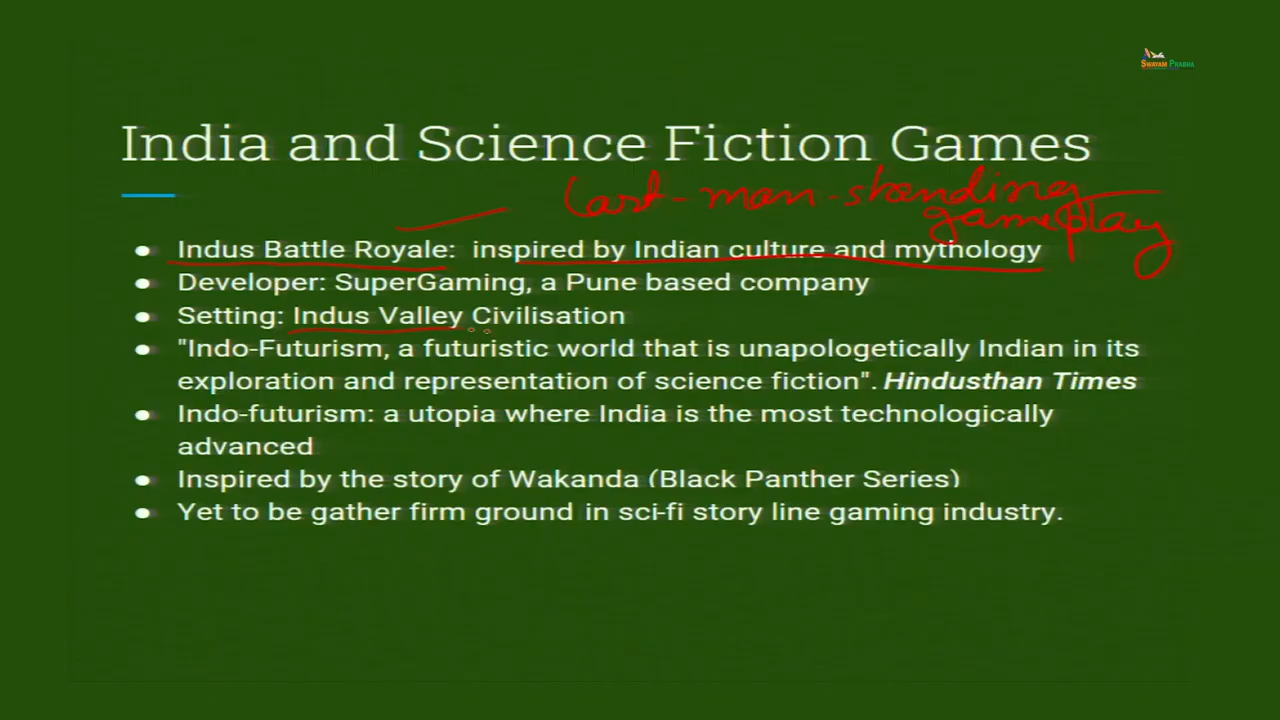 SWAYAM PRABHA
India and Science Fiction Games
Last-man-standing
gameplay
● Indus Battle Royale: inspired by Indian culture and mythology
● Developer: SuperGaming, a Pune based company
● Setting: Indus Valley Civilisation
● "Indo-Futurism, a futuristic world that is unapologetically Indian in its
exploration and representation of science fiction". Hindusthan Times
● Indo-futurism: a utopia where India is the most technologically
advanced
● Inspired by the story of Wakanda (Black Panther Series)
● Yet to be gather firm ground in sci-fi story line gaming industry.